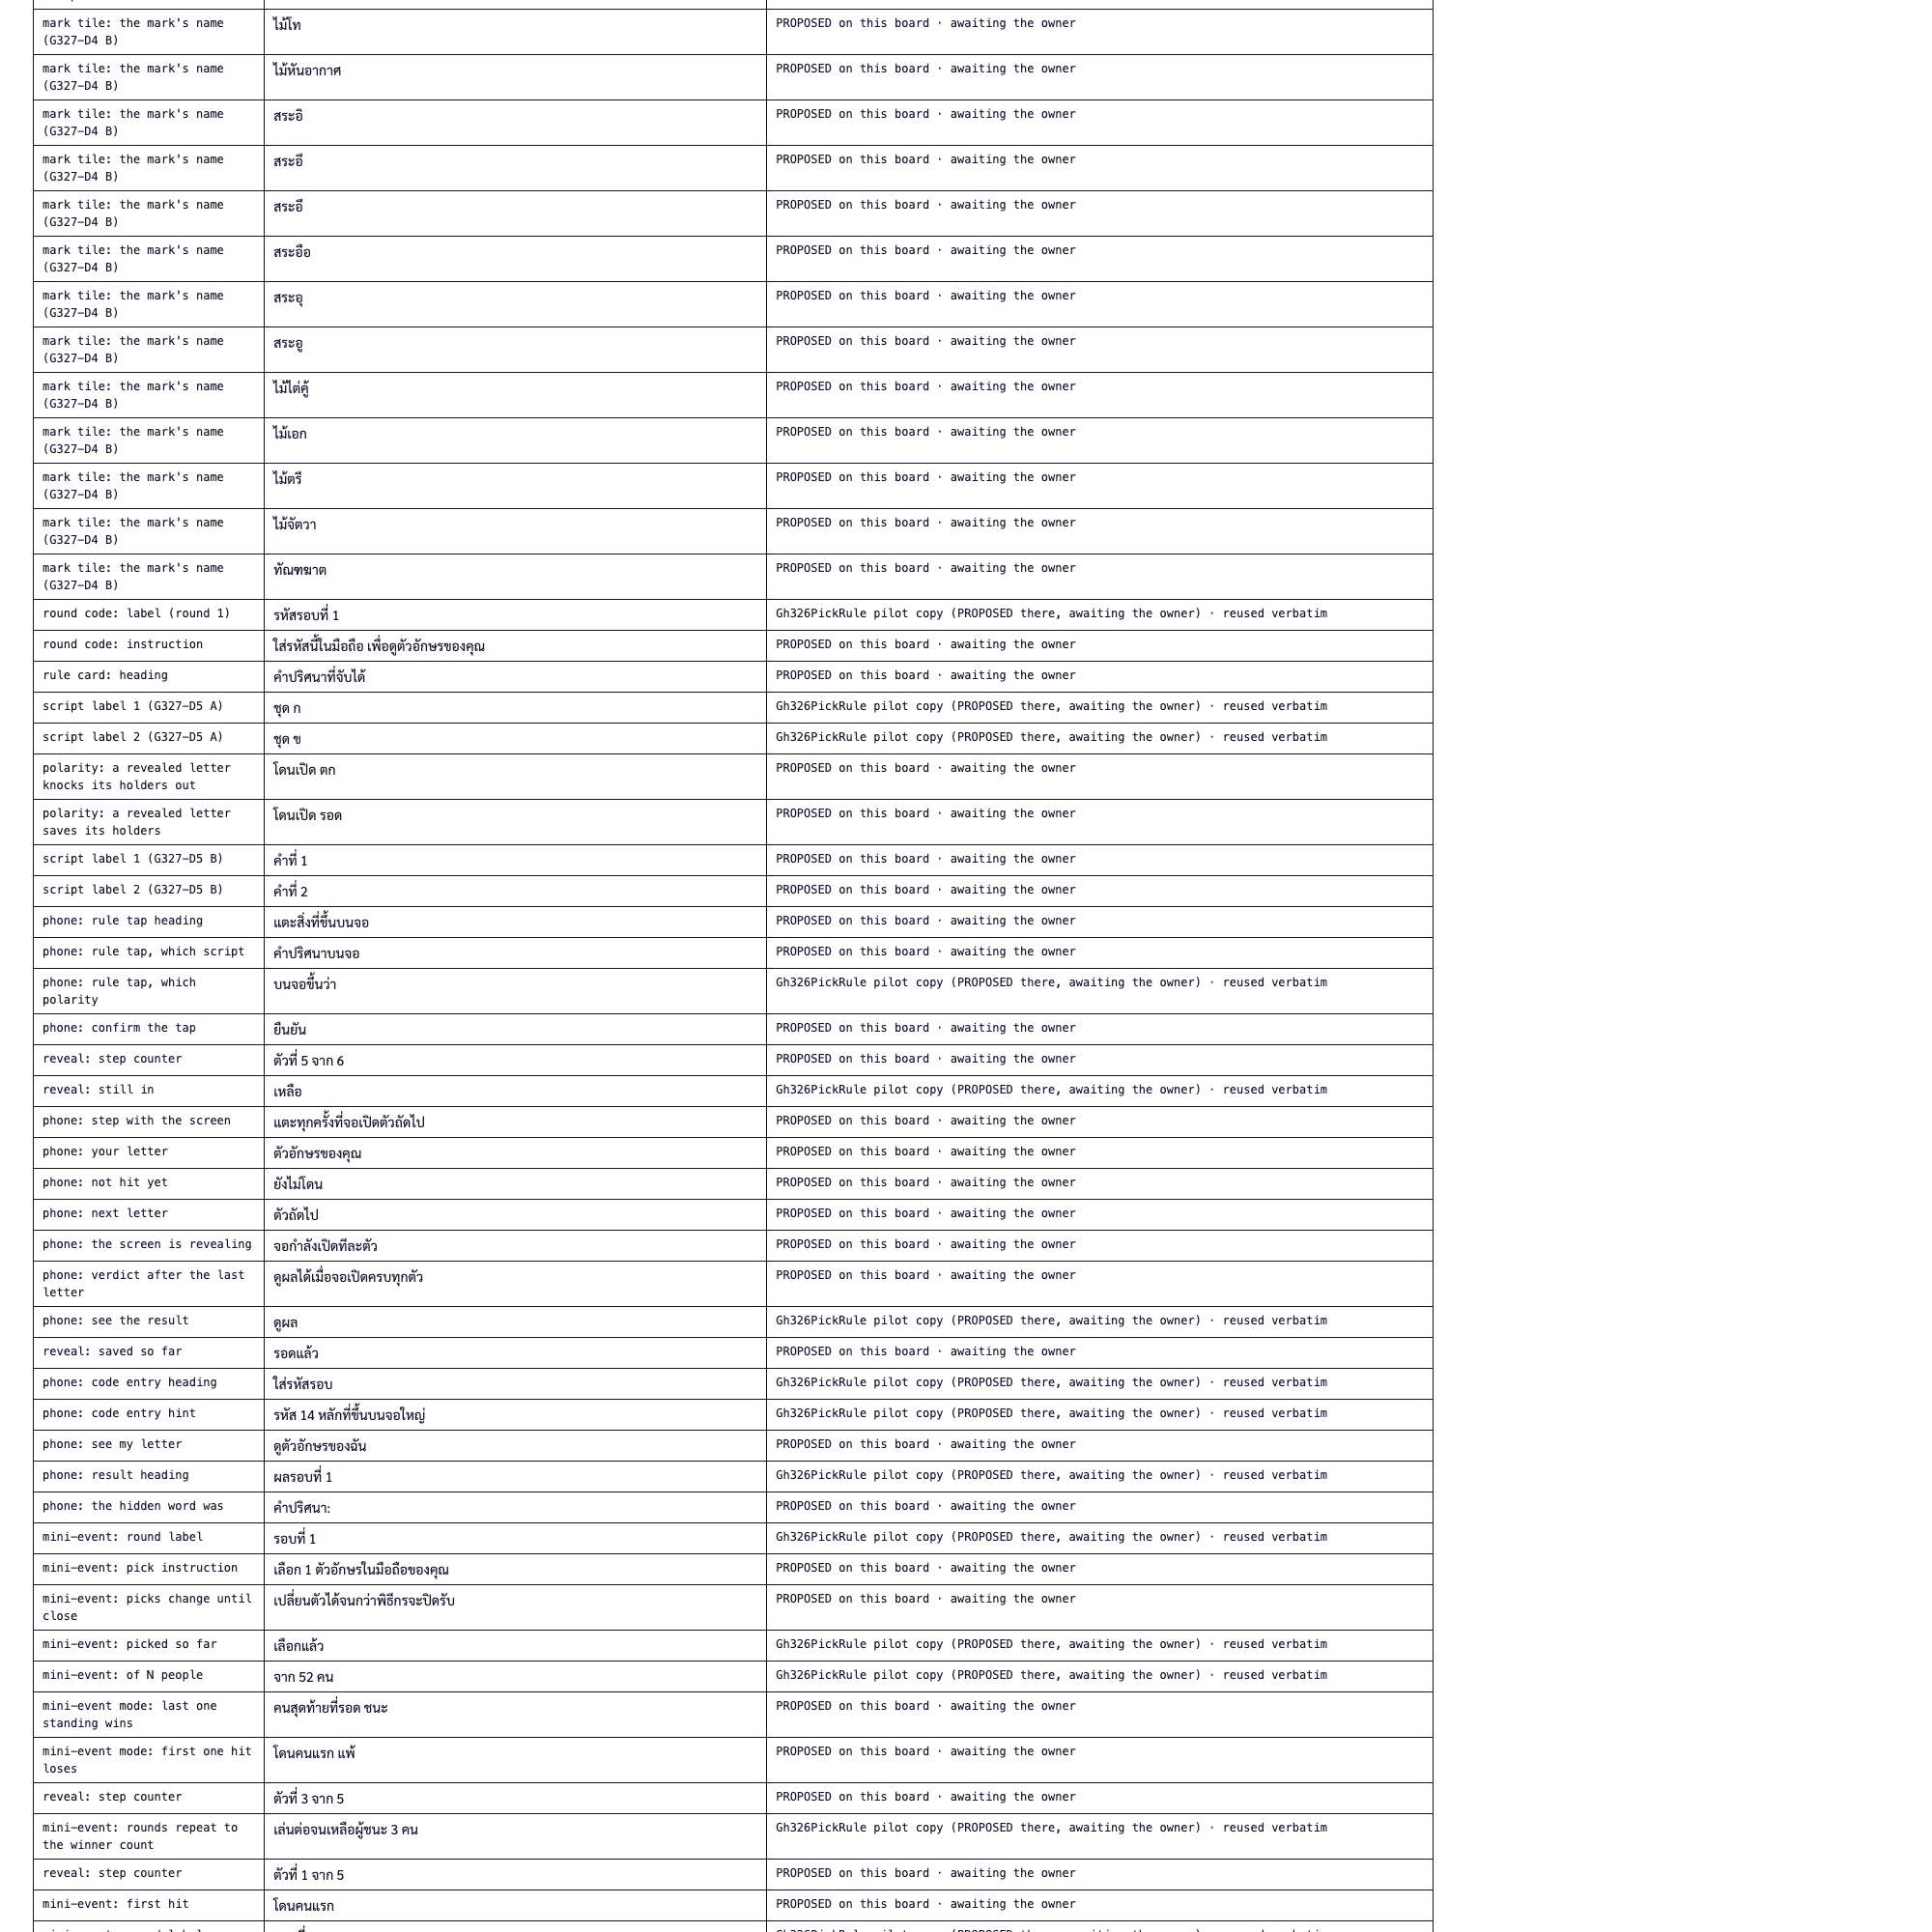 mark tile: the mark's name (G327-D4 B) ไม้โท PROPOSED on this board · awaiting the owner
mark tile: the mark's name (G327-D4 B) ไม้หันอากาศ PROPOSED on this board · awaiting the owner
mark tile: the mark's name (G327-D4 B) สระอิ PROPOSED on this board · awaiting the owner
mark tile: the mark's name (G327-D4 B) สระอี PROPOSED on this board · awaiting the owner
mark tile: the mark's name (G327-D4 B) สระอึ PROPOSED on this board · awaiting the owner
mark tile: the mark's name (G327-D4 B) สระอือ PROPOSED on this board · awaiting the owner
mark tile: the mark's name (G327-D4 B) สระอุ PROPOSED on this board · awaiting the owner
mark tile: the mark's name (G327-D4 B) สระอู PROPOSED on this board · awaiting the owner
mark tile: the mark's name (G327-D4 B) ไม้ไต่คู้ PROPOSED on this board · awaiting the owner
mark tile: the mark's name (G327-D4 B) ไม้เอก PROPOSED on this board · awaiting the owner
mark tile: the mark's name (G327-D4 B) ไม้ตรี PROPOSED on this board · awaiting the owner
mark tile: the mark's name (G327-D4 B) ไม้จัตวา PROPOSED on this board · awaiting the owner
mark tile: the mark's name (G327-D4 B) ทัณฑฆาต PROPOSED on this board · awaiting the owner
round code: label (round 1) รหัสรอบที่ 1 Gh326PickRule pilot copy (PROPOSED there, awaiting the owner) · reused verbatim
round code: instruction ใส่รหัสนี้ในมือถือ เพื่อดูตัวอักษรของคุณ PROPOSED on this board · awaiting the owner
rule card: heading คำปริศนาที่จับได้ PROPOSED on this board · awaiting the owner
script label 1 (G327-D5 A) ชุด ก Gh326PickRule pilot copy (PROPOSED there, awaiting the owner) · reused verbatim
script label 2 (G327-D5 A) ชุด ข Gh326PickRule pilot copy (PROPOSED there, awaiting the owner) · reused verbatim
polarity: a revealed letter knocks its holders out โดนเปิด ตก PROPOSED on this board · awaiting the owner
polarity: a revealed letter saves its holders โดนเปิด รอด PROPOSED on this board · awaiting the owner
script label 1 (G327-D5 B) คำที่ 1 PROPOSED on this board · awaiting the owner
script label 2 (G327-D5 B) คำที่ 2 PROPOSED on this board · awaiting the owner
phone: rule tap heading แตะสิ่งที่ขึ้นบนจอ PROPOSED on this board · awaiting the owner
phone: rule tap, which script คำปริศนาบนจอ PROPOSED on this board · awaiting the owner
phone: rule tap, which polarity บนจอขึ้นว่า Gh326PickRule pilot copy (PROPOSED there, awaiting the owner) · reused verbatim
phone: confirm the tap ยืนยัน PROPOSED on this board · awaiting the owner
reveal: step counter ตัวที่ 5 จาก 6 PROPOSED on this board · awaiting the owner
reveal: still in เหลือ Gh326PickRule pilot copy (PROPOSED there, awaiting the owner) · reused verbatim
phone: step with the screen แตะทุกครั้งที่จอเปิดตัวถัดไป PROPOSED on this board · awaiting the owner
phone: your letter ตัวอักษรของคุณ PROPOSED on this board · awaiting the owner
phone: not hit yet ยังไม่โดน PROPOSED on this board · awaiting the owner
phone: next letter ตัวถัดไป PROPOSED on this board · awaiting the owner
phone: the screen is revealing จอกำลังเปิดทีละตัว PROPOSED on this board · awaiting the owner
phone: verdict after the last letter ดูผลได้เมื่อจอเปิดครบทุกตัว PROPOSED on this board · awaiting the owner
phone: see the result ดูผล Gh326PickRule pilot copy (PROPOSED there, awaiting the owner) · reused verbatim
reveal: saved so far รอดแล้ว PROPOSED on this board · awaiting the owner
phone: code entry heading ใส่รหัสรอบ Gh326PickRule pilot copy (PROPOSED there, awaiting the owner) · reused verbatim
phone: code entry hint รหัส 14 หลักที่ขึ้นบนจอใหญ่ Gh326PickRule pilot copy (PROPOSED there, awaiting the owner) · reused verbatim
phone: see my letter ดูตัวอักษรของฉัน PROPOSED on this board · awaiting the owner
phone: result heading ผลรอบที่ 1 Gh326PickRule pilot copy (PROPOSED there, awaiting the owner) · reused verbatim
phone: the hidden word was คำปริศนา: PROPOSED on this board · awaiting the owner
mini-event: round label รอบที่ 1 Gh326PickRule pilot copy (PROPOSED there, awaiting the owner) · reused verbatim
mini-event: pick instruction เลือก 1 ตัวอักษรในมือถือของคุณ PROPOSED on this board · awaiting the owner
mini-event: picks change until close เปลี่ยนตัวได้จนกว่าพิธีกรจะปิดรับ PROPOSED on this board · awaiting the owner
mini-event: picked so far เลือกแล้ว Gh326PickRule pilot copy (PROPOSED there, awaiting the owner) · reused verbatim
mini-event: of N people จาก 52 คน Gh326PickRule pilot copy (PROPOSED there, awaiting the owner) · reused verbatim
mini-event mode: last one standing wins คนสุดท้ายที่รอด ชนะ PROPOSED on this board · awaiting the owner
mini-event mode: first one hit loses โดนคนแรก แพ้ PROPOSED on this board · awaiting the owner
reveal: step counter ตัวที่ 3 จาก 5 PROPOSED on this board · awaiting the owner
mini-event: rounds repeat to the winner count เล่นต่อจนเหลือผู้ชนะ 3 คน Gh326PickRule pilot copy (PROPOSED there, awaiting the owner) · reused verbatim
reveal: step counter ตัวที่ 1 จาก 5 PROPOSED on this board · awaiting the owner
mini-event: first hit โดนคนแรก PROPOSED on this board · awaiting the owner